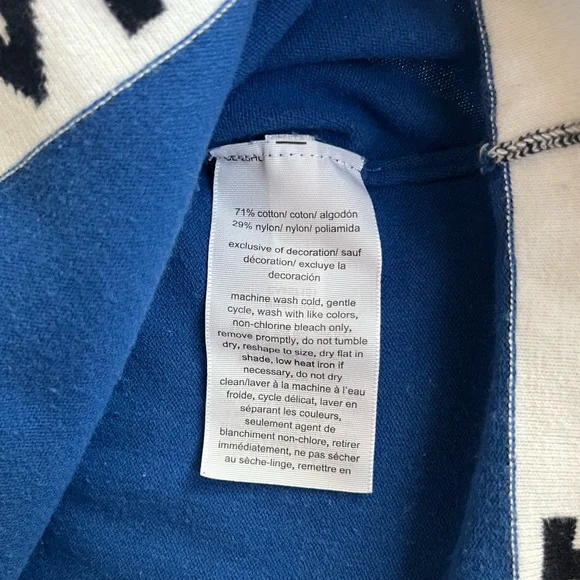 71% cotton/ coton/ algodón
29% nylon/ nylon/ poliamida
exclusive of decoration/ sauf
décoration/ excluye la
decoración
machine wash cold, gentle
cycle, wash with like colors,
non-chlorine bleach only,
remove promptly, do not tumble
dry, reshape to size, dry flat in
shade, low heat iron if
necessary, do not dry
clean/laver à la machine à l'eau
froide, cycle délicat, laver en
séparant les couleurs,
seulement agent de
blanchiment non-chlore, retirer
immédiatement, ne pas sécher
au sèche-linge, remettre en